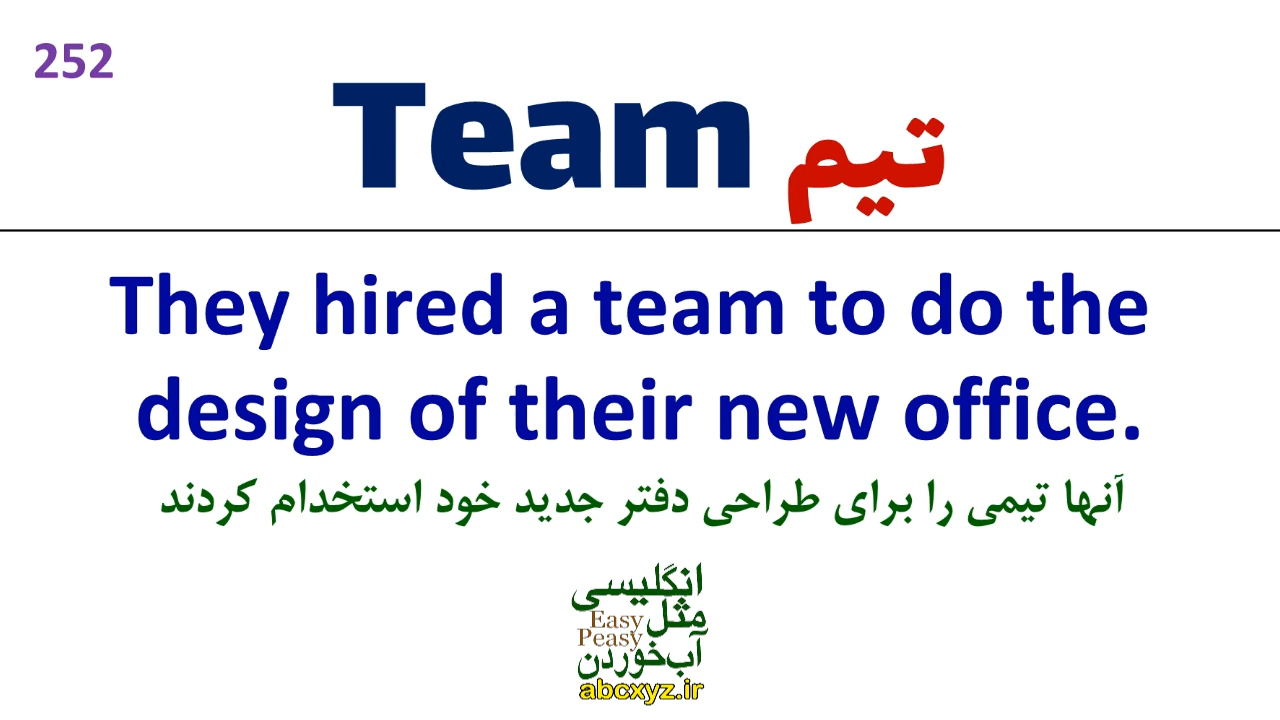 252
Team تیم
They hired a team to do the
design of their new office.
آنها تیمی را برای طراحی دفتر جدید خود استخدام کردند
انگلیسی
مثل
Easy
Peasy
آب‌خوردن
abcxyz.ir